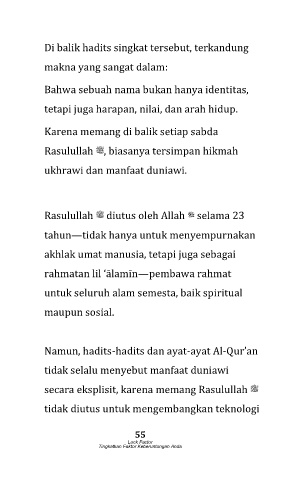 Di balik hadits singkat tersebut, terkandung
makna yang sangat dalam:
Bahwa sebuah nama bukan hanya identitas,
tetapi juga harapan, nilai, dan arah hidup.
Karena memang di balik setiap sabda
Rasulullah ﷺ, biasanya tersimpan hikmah
ukhrawi dan manfaat duniawi.
Rasulullah ﷺ diutus oleh Allah ﷻ selama 23
tahun—tidak hanya untuk menyempurnakan
akhlak umat manusia, tetapi juga sebagai
rahmatan lil ‘ālamīn—pembawa rahmat
untuk seluruh alam semesta, baik spiritual
maupun sosial.
Namun, hadits-hadits dan ayat-ayat Al-Qur’an
tidak selalu menyebut manfaat duniawi
secara eksplisit, karena memang Rasulullah ﷺ
tidak diutus untuk mengembangkan teknologi
55
Luck Factor
Tingkatkan Faktor Keberuntungan Anda